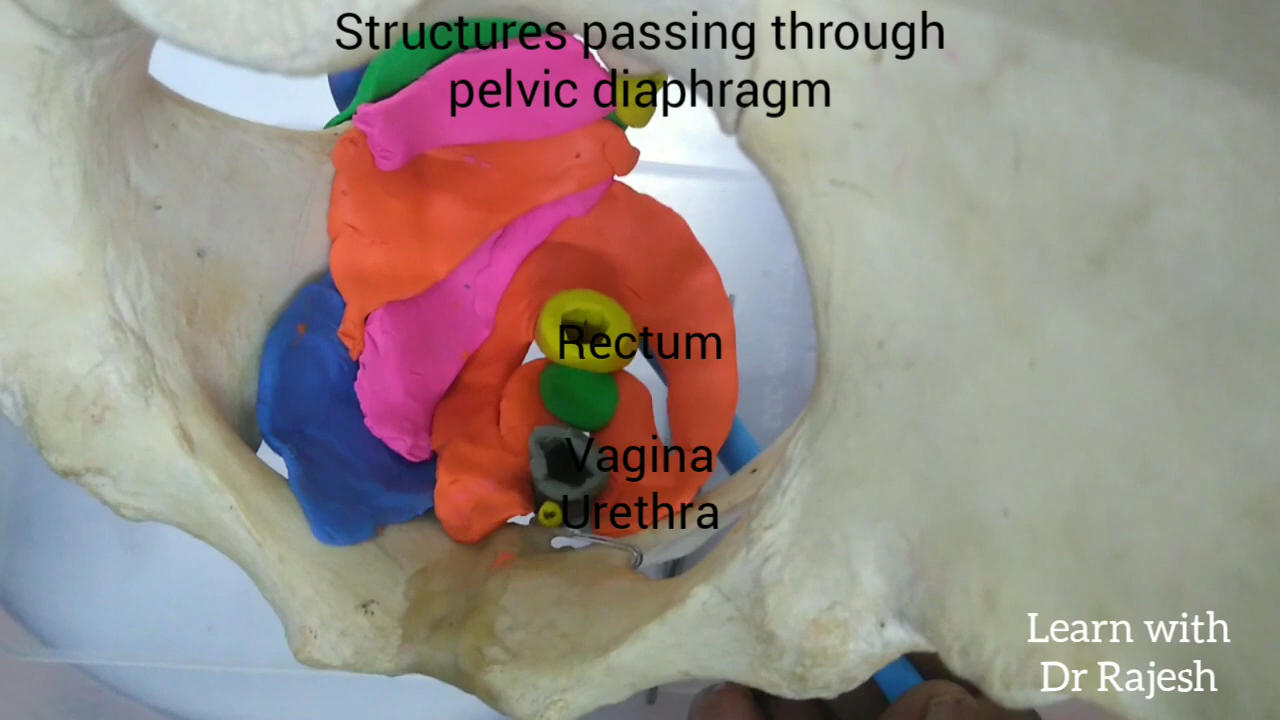 Structures passing through
pelvic diaphragm
Rectum
Vagina
Urethra
Learn with
Dr Rajesh